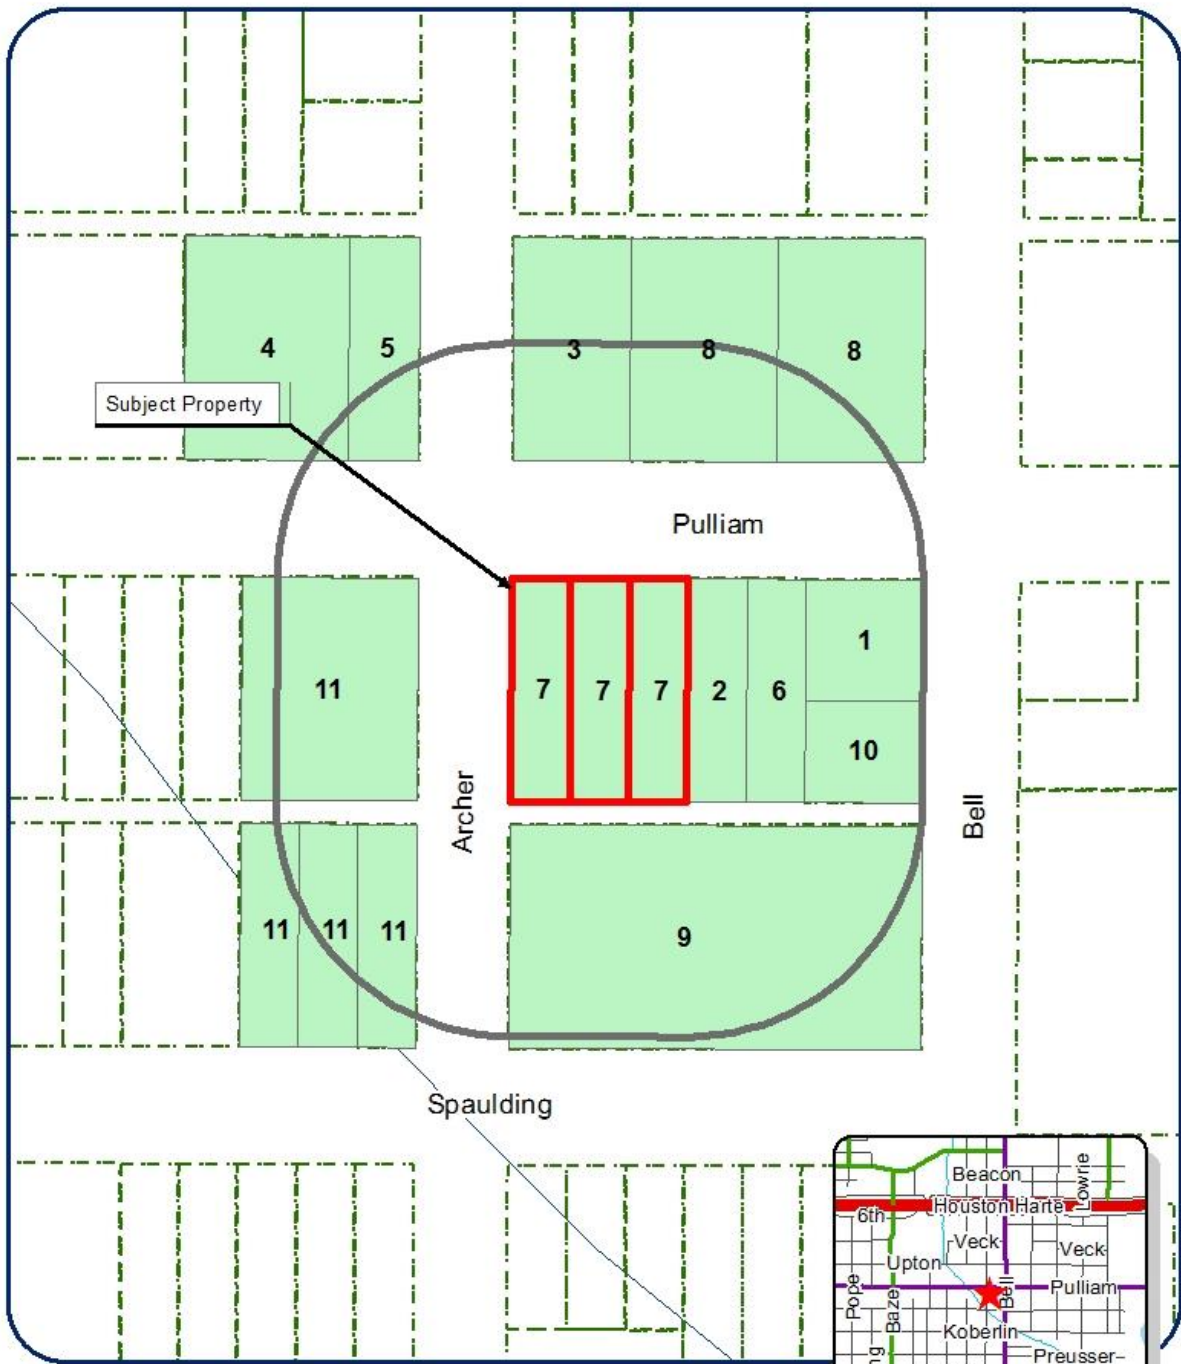 4
5
3
8
8
Subject Property
Pulliam
11
7
7
7
2
6
1
10
Archer
Bell
11
11
11
9
Spaulding
Beacon
Lowrie
Houston Harte
6th
Veck
Veck
Upton
Pope
Baze
Bell
Pulliam
Koberlin
ng
Preusser